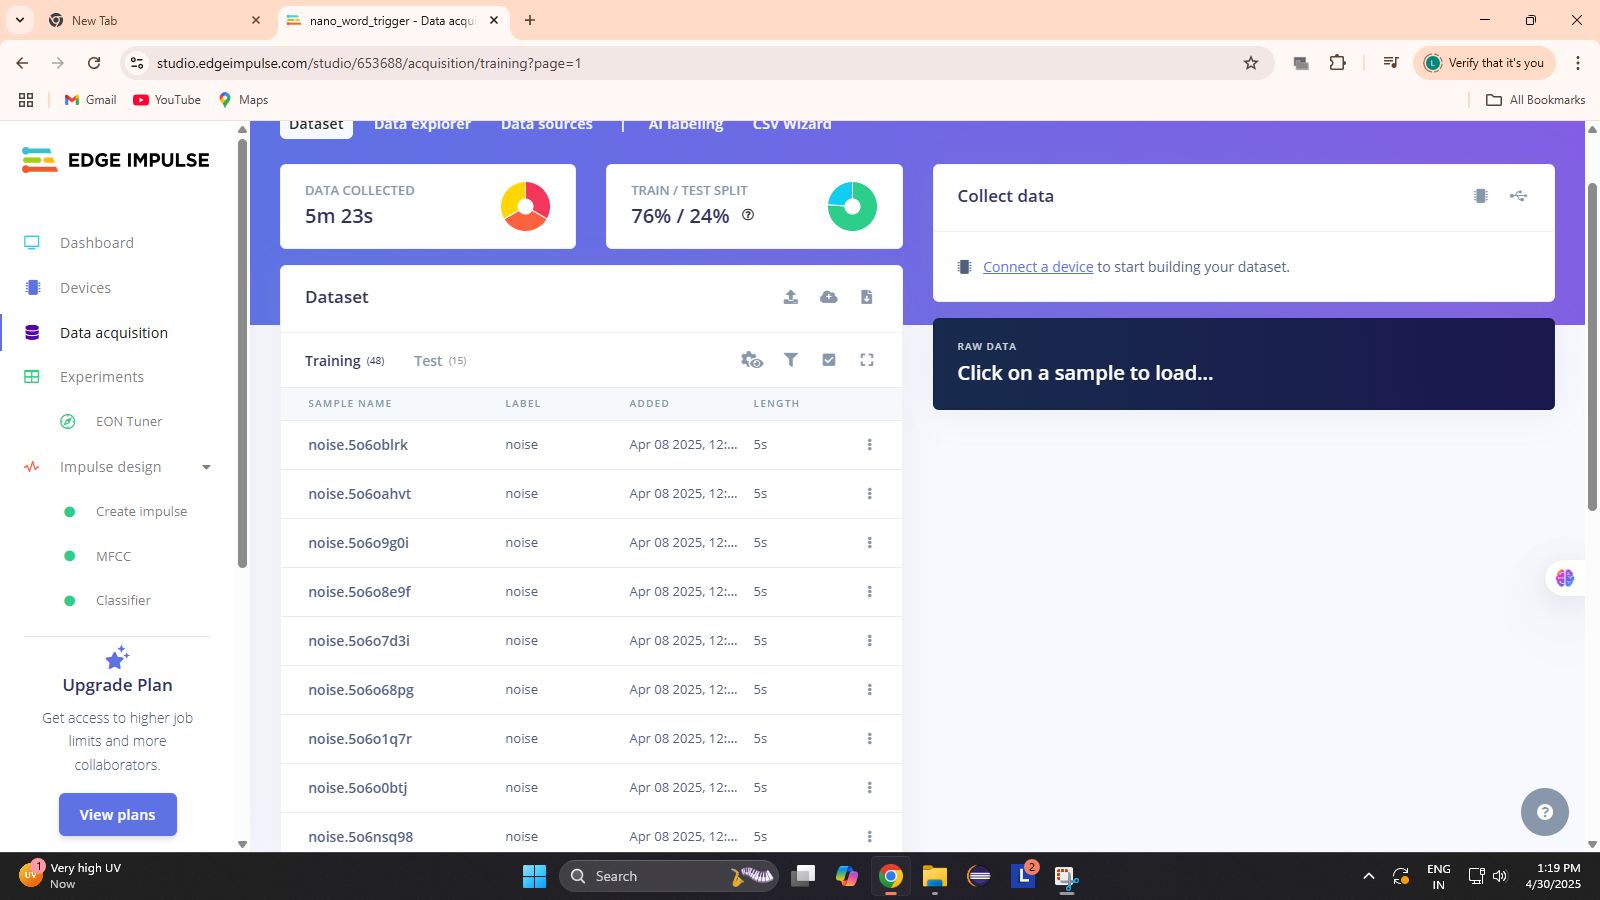 New Tab
nano_word_trigger - Data acqu
studio.edgeimpulse.com/studio/653688/acquisition/training?page=1
Verify that it's you
Gmail
YouTube
Maps
All Bookmarks
EDGE IMPULSE
Dashboard
Devices
Data acquisition
Experiments
EON Tuner
Impulse design
Create impulse
MFCC
Classifier
Upgrade Plan
Get access to higher job
limits and more
collaborators.
View plans
Dataset Data explorer Data sources | AI labeling CSV Wizard
DATA COLLECTED
5m 23s
TRAIN / TEST SPLIT
76% / 24%
Dataset
Training (48) Test (15)
SAMPLE NAME LABEL ADDED LENGTH
noise.5o6oblrk noise Apr 08 2025, 12:... 5s
noise.5o6oahvt noise Apr 08 2025, 12:... 5s
noise.5o6o9g0i noise Apr 08 2025, 12:... 5s
noise.5o6o8e9f noise Apr 08 2025, 12:... 5s
noise.5o6o7d3i noise Apr 08 2025, 12:... 5s
noise.5o6o68pg noise Apr 08 2025, 12:... 5s
noise.5o6o1q7r noise Apr 08 2025, 12:... 5s
noise.5o6o0btj noise Apr 08 2025, 12:... 5s
noise.5o6nsq98 noise Apr 08 2025, 12:... 5s
Collect data
Connect a device to start building your dataset.
RAW DATA
Click on a sample to load...
UV 1
Very high UV
Now
Search
L 2
ENG
IN
1:19 PM
4/30/2025